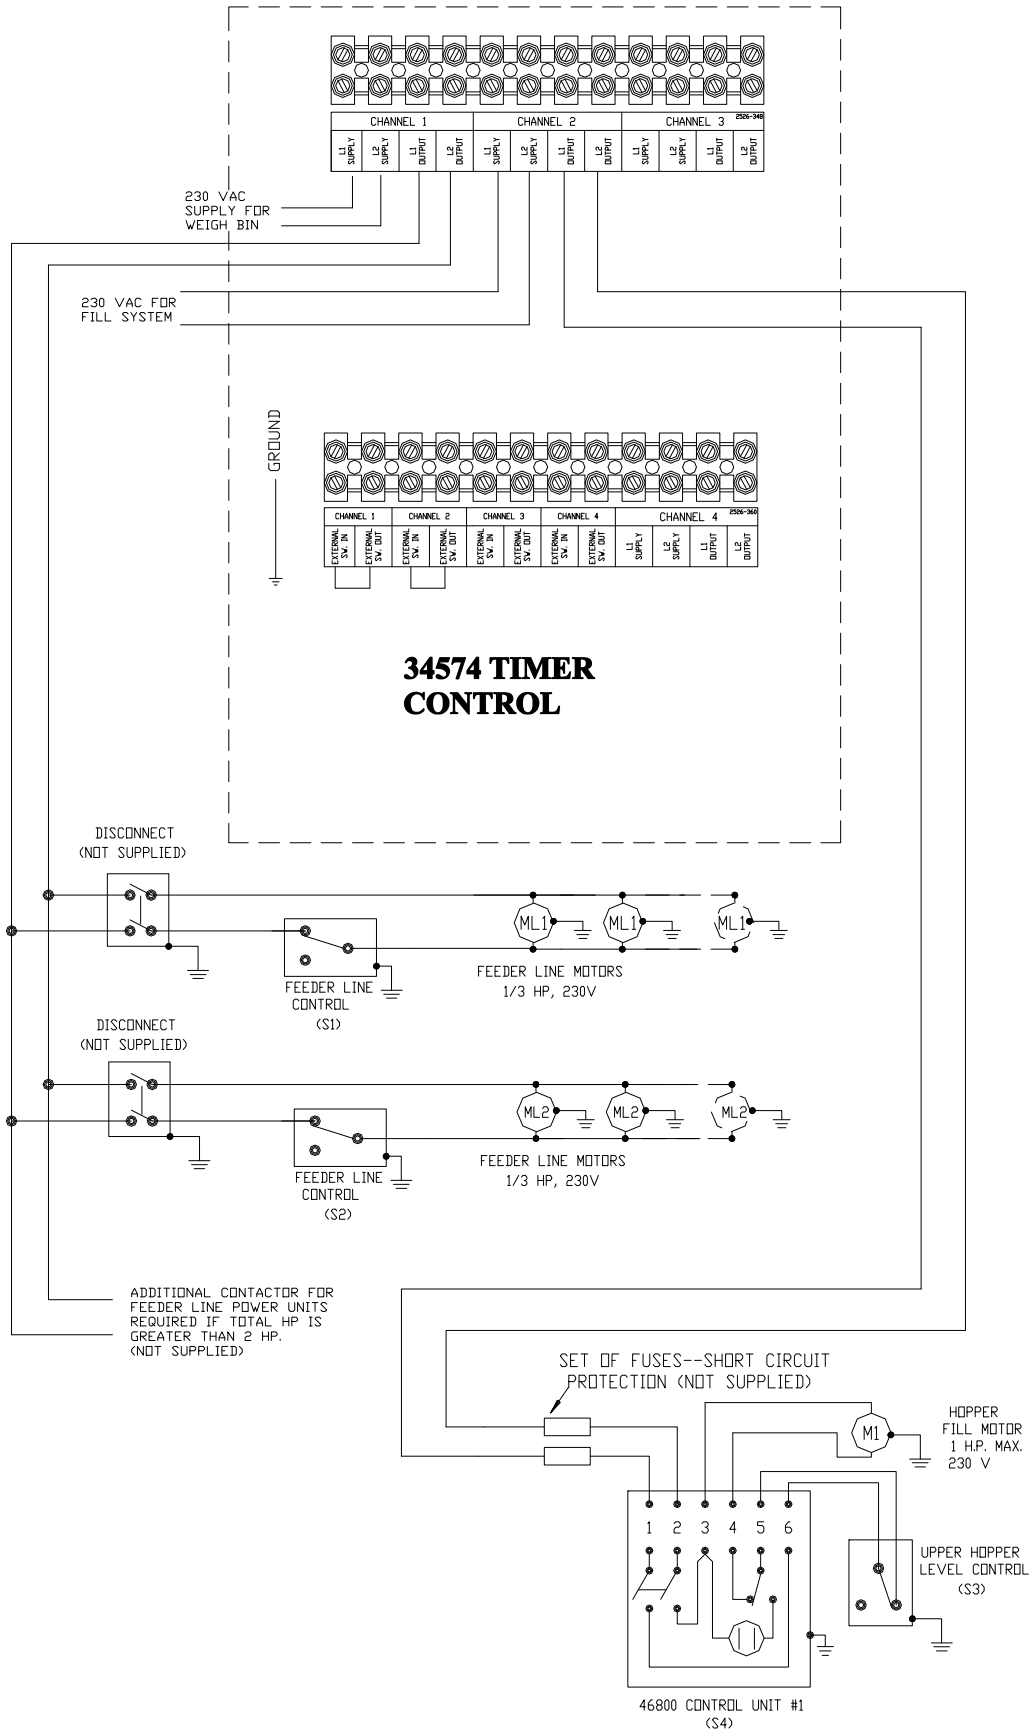 CHANNEL 1
CHANNEL 2
CHANNEL 3
2526-348
L1 SUPPLY
L2 SUPPLY
L1 OUTPUT
L2 OUTPUT
L1 SUPPLY
L2 SUPPLY
L1 OUTPUT
L2 OUTPUT
L1 SUPPLY
L2 SUPPLY
L1 OUTPUT
L2 OUTPUT
230 VAC
SUPPLY FOR
WEIGH BIN
230 VAC FOR
FILL SYSTEM
GROUND
CHANNEL 1
CHANNEL 2
CHANNEL 3
CHANNEL 4
CHANNEL 4
2526-360
EXTERNAL SW. IN
EXTERNAL SW. OUT
EXTERNAL SW. IN
EXTERNAL SW. OUT
EXTERNAL SW. IN
EXTERNAL SW. OUT
EXTERNAL SW. IN
EXTERNAL SW. OUT
L1 SUPPLY
L2 SUPPLY
L1 OUTPUT
L2 OUTPUT
34574 TIMER
CONTROL
DISCONNECT
(NOT SUPPLIED)
ML1
ML1
ML1
FEEDER LINE MOTORS
1/3 HP, 230V
FEEDER LINE
CONTROL
(S1)
DISCONNECT
(NOT SUPPLIED)
ML2
ML2
ML2
FEEDER LINE MOTORS
1/3 HP, 230V
FEEDER LINE
CONTROL
(S2)
ADDITIONAL CONTACTOR FOR
FEEDER LINE POWER UNITS
REQUIRED IF TOTAL HP IS
GREATER THAN 2 HP.
(NOT SUPPLIED)
SET OF FUSES--SHORT CIRCUIT
PROTECTION (NOT SUPPLIED)
M1
HOPPER
FILL MOTOR
1 H.P. MAX.
230 V
1 2 3 4 5 6
UPPER HOPPER
LEVEL CONTROL
(S3)
46800 CONTROL UNIT #1
(S4)